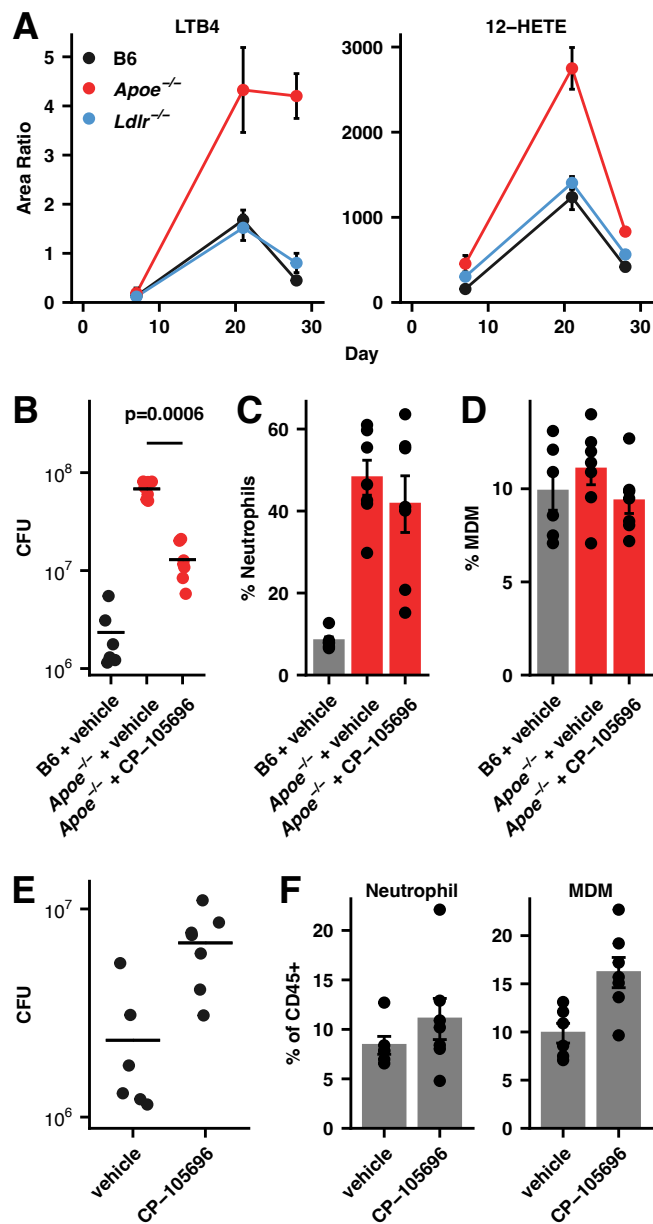 A
LTB4
12–HETE
B6
Apoe−/−
Ldlr−/−
Area Ratio
5
4
3
2
1
0
3000
2000
1000
0
0 10 20 30
0 10 20 30
Day
B
p=0.0006
CFU
10^8
10^7
10^6
B6 + vehicle
Apoe−/− + vehicle
Apoe−/− + CP–105696
C
% Neutrophils
60
40
20
0
B6 + vehicle
Apoe−/− + vehicle
Apoe−/− + CP–105696
D
% MDM
10
5
0
B6 + vehicle
Apoe−/− + vehicle
Apoe−/− + CP–105696
E
CFU
10^7
10^6
vehicle
CP–105696
F
Neutrophil
MDM
% of CD45+
20
15
10
5
0
vehicle
CP–105696
20
15
10
5
0
vehicle
CP–105696